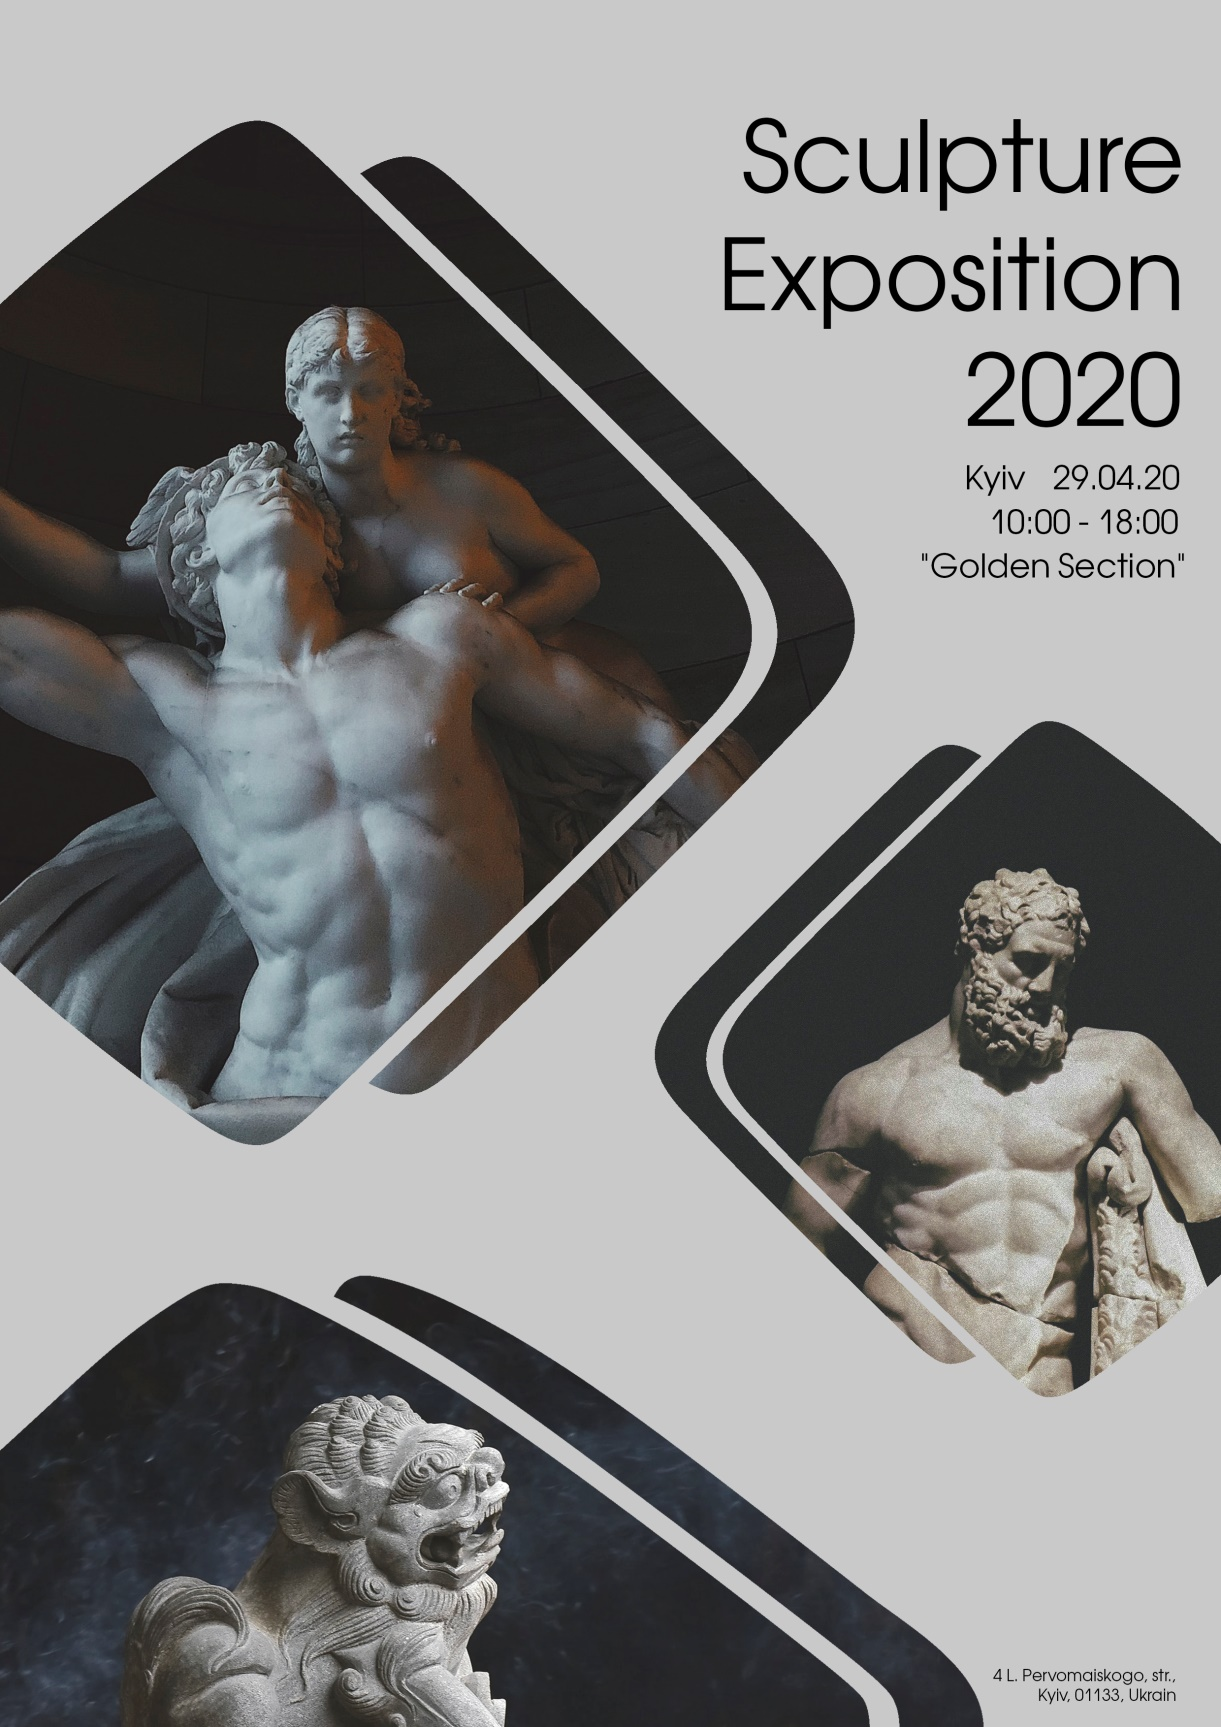 Sculpture
Exposition
2020
Kyiv 29.04.20
10:00 - 18:00
"Golden Section"
4 L. Pervomaiskogo, str.,
Kyiv, 01133, Ukrain